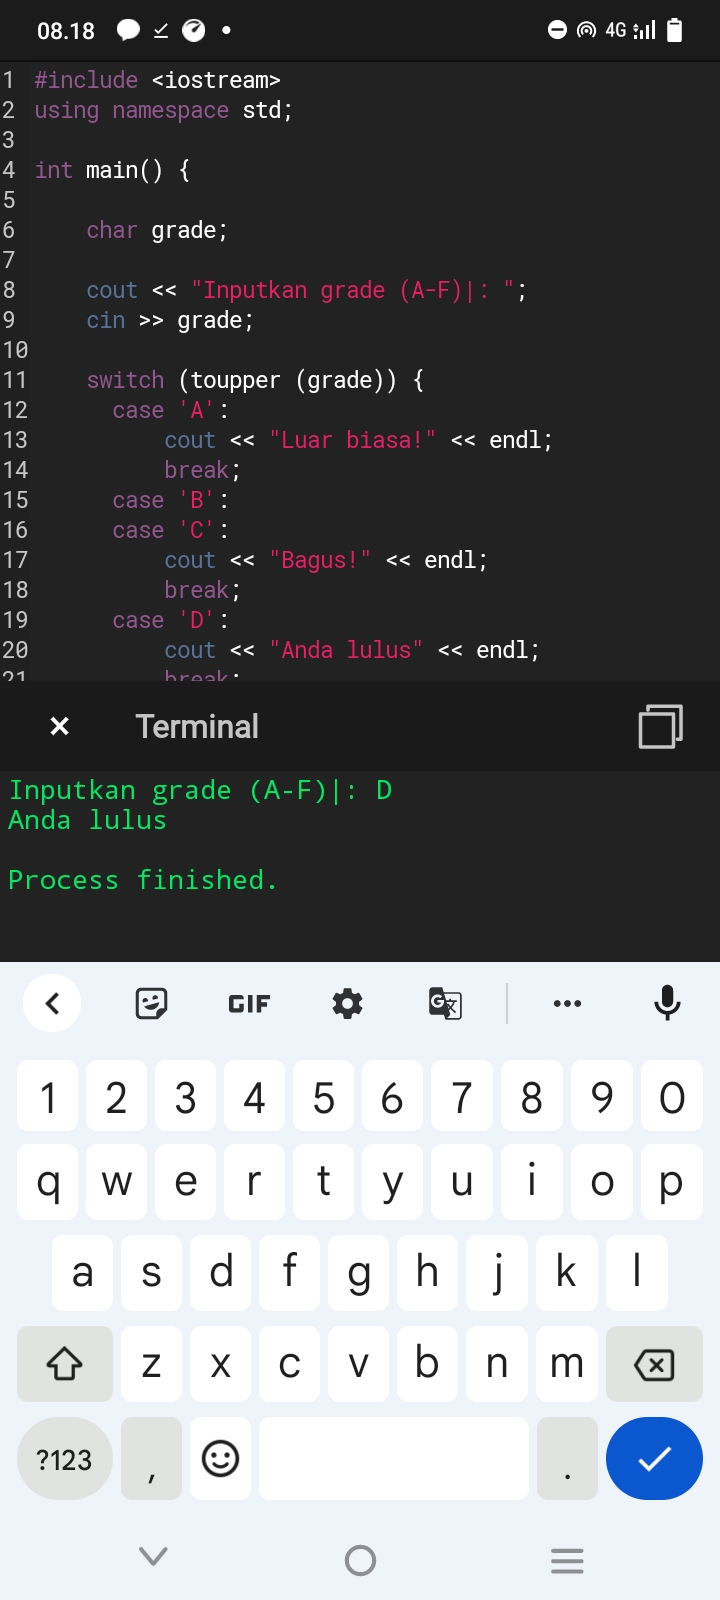 08.18 4G
1 #include <iostream>
2 using namespace std;
3
4 int main() {
5
6 char grade;
7
8 cout << "Inputkan grade (A-F)|: ";
9 cin >> grade;
10
11 switch (toupper (grade)) {
12 case 'A':
13 cout << "Luar biasa!" << endl;
14 break;
15 case 'B':
16 case 'C':
17 cout << "Bagus!" << endl;
18 break;
19 case 'D':
20 cout << "Anda lulus" << endl;
21 break;
× Terminal
Inputkan grade (A-F)|: D
Anda lulus
Process finished.
GIF G
1 2 3 4 5 6 7 8 9 0
q w e r t y u i o p
a s d f g h j k l
z x c v b n m
?123 , .